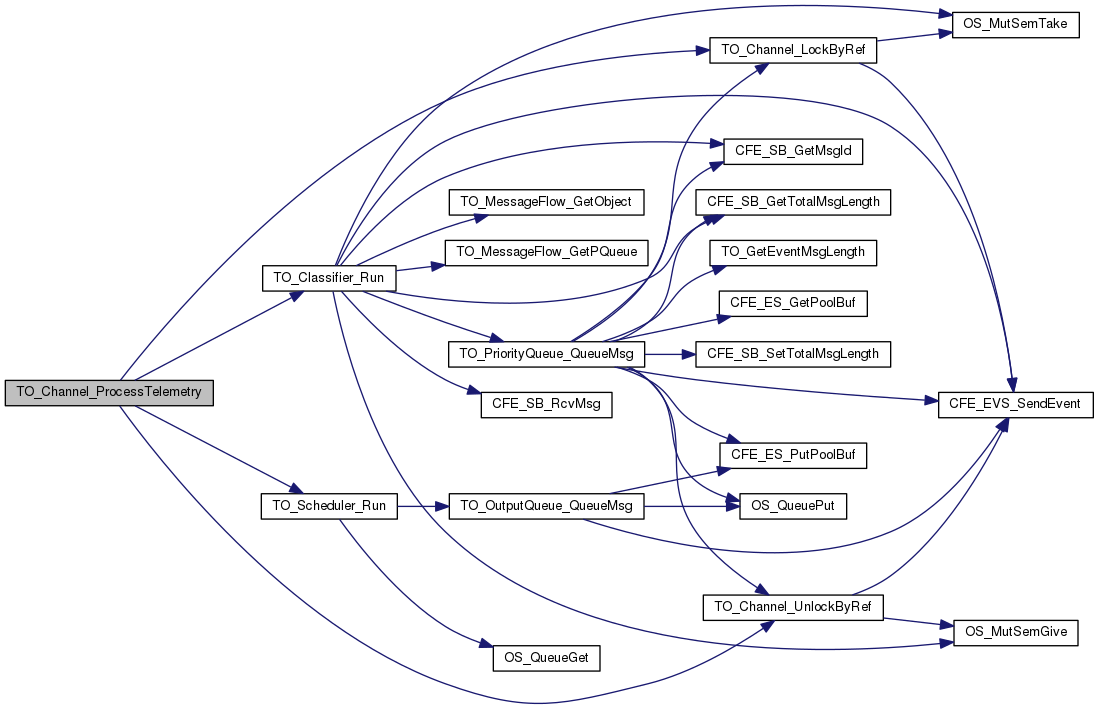 OS_MutSemTake
TO_Channel_LockByRef
CFE_SB_GetMsgId
TO_MessageFlow_GetObject
CFE_SB_GetTotalMsgLength
TO_MessageFlow_GetPQueue
TO_GetEventMsgLength
TO_Classifier_Run
CFE_ES_GetPoolBuf
TO_PriorityQueue_QueueMsg
CFE_SB_SetTotalMsgLength
TO_Channel_ProcessTelemetry
CFE_SB_RcvMsg
CFE_EVS_SendEvent
CFE_ES_PutPoolBuf
TO_Scheduler_Run
TO_OutputQueue_QueueMsg
OS_QueuePut
TO_Channel_UnlockByRef
OS_MutSemGive
OS_QueueGet